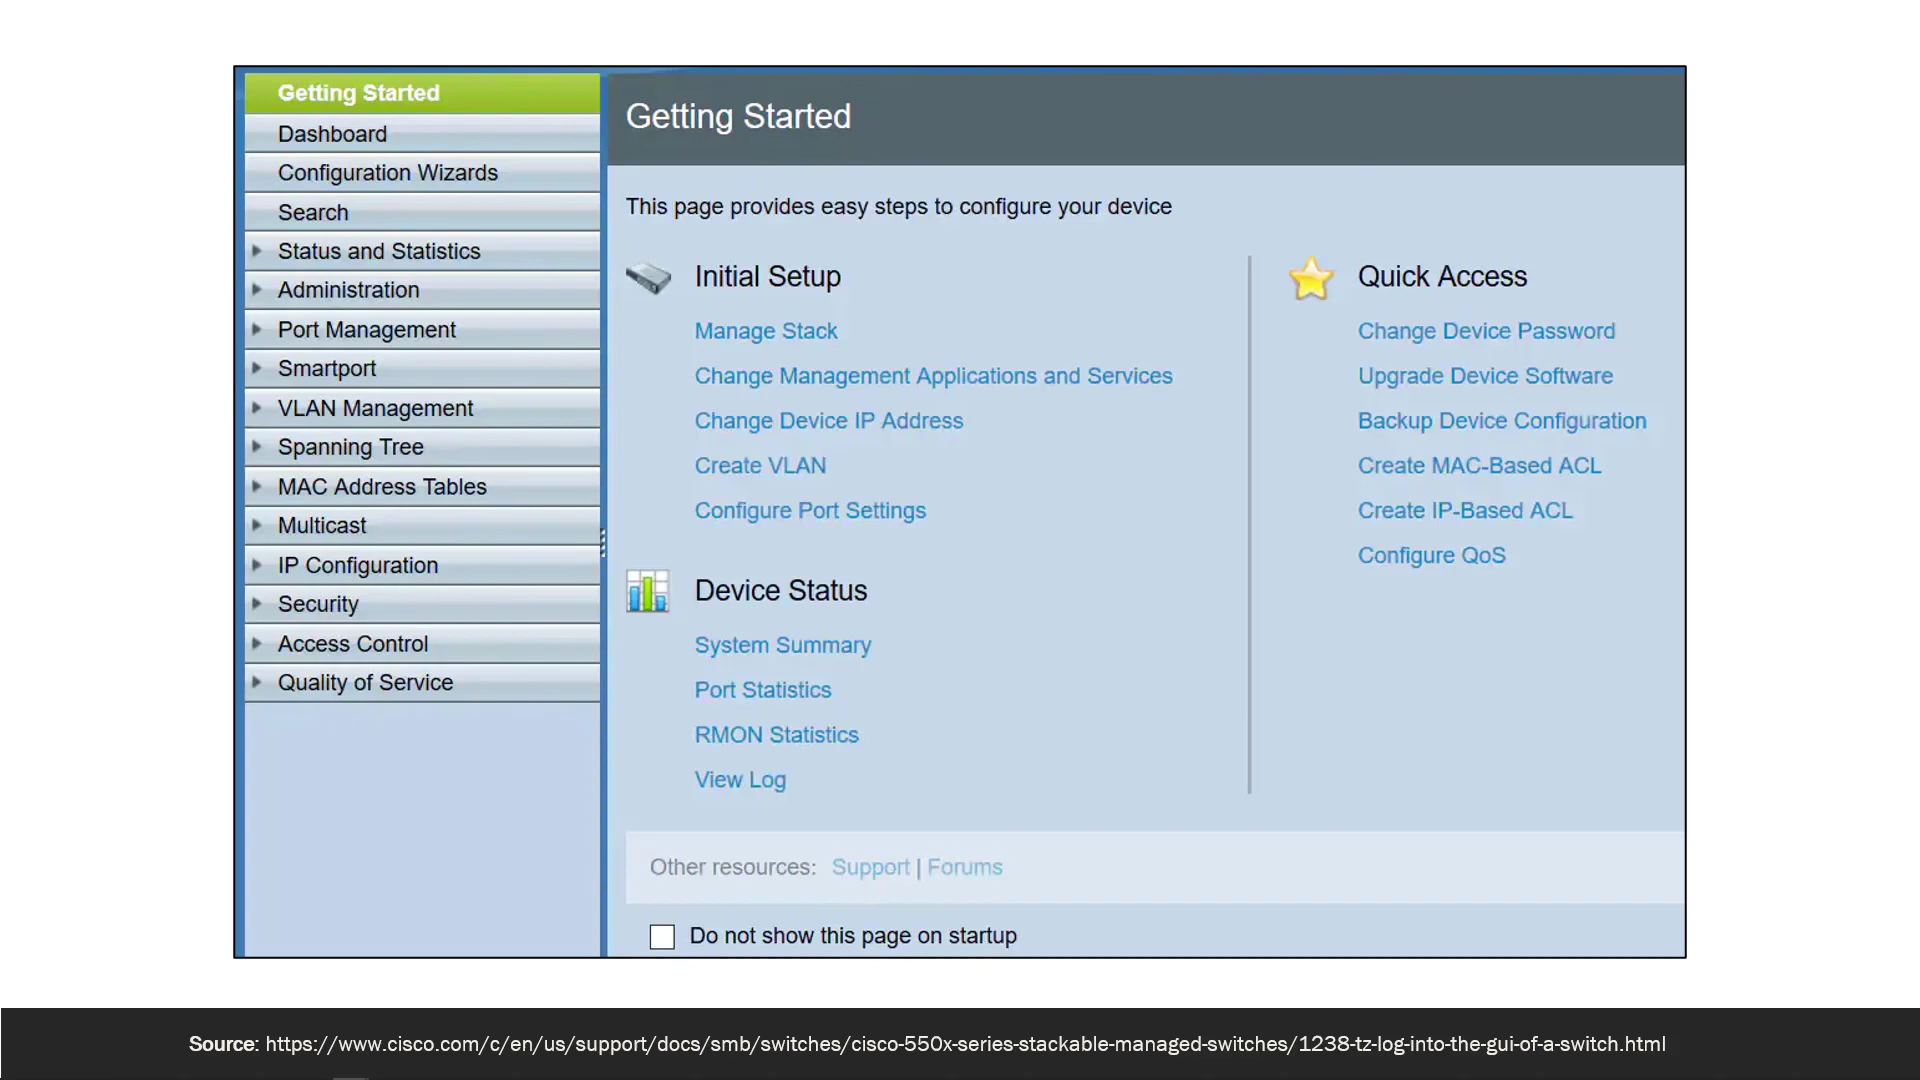 Getting Started
Dashboard
Configuration Wizards
Search
Status and Statistics
Administration
Port Management
Smartport
VLAN Management
Spanning Tree
MAC Address Tables
Multicast
IP Configuration
Security
Access Control
Quality of Service
Getting Started
This page provides easy steps to configure your device
Initial Setup
Manage Stack
Change Management Applications and Services
Change Device IP Address
Create VLAN
Configure Port Settings
Device Status
System Summary
Port Statistics
RMON Statistics
View Log
Quick Access
Change Device Password
Upgrade Device Software
Backup Device Configuration
Create MAC-Based ACL
Create IP-Based ACL
Configure QoS
Other resources: Support | Forums
Do not show this page on startup
Source: https://www.cisco.com/c/en/us/support/docs/smb/switches/cisco-550x-series-stackable-managed-switches/1238-tz-log-into-the-gui-of-a-switch.html